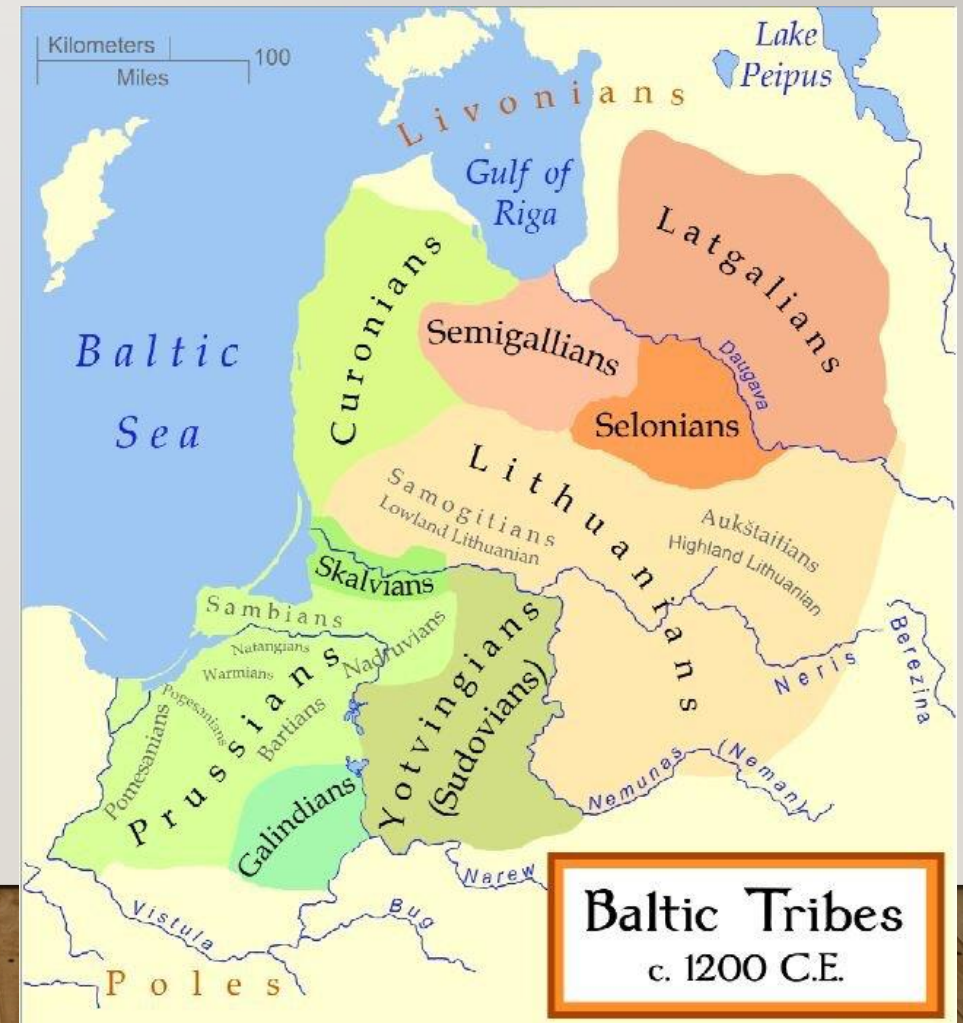 Kilometers
100
Miles
Lake
Peipus
Livonians
Gulf of
Riga
Latgalians
Curonians
Semigallians
Daugava
Baltic
Sea
Selonians
Lithuanians
Samogitians
Lowland Lithuanian
Aukštaitians
Highland Lithuanian
Skalvians
Sambians
Natangians
Nadruvians
Warmians
Pogesanians
Prussians
Bartians
Pomesanians
Yotvingians
(Sudovians)
Galindians
Neris
Berezina
Nemunas (Neman)
Narew
Bug
Vistula
Poles
Baltic Tribes
c. 1200 C.E.